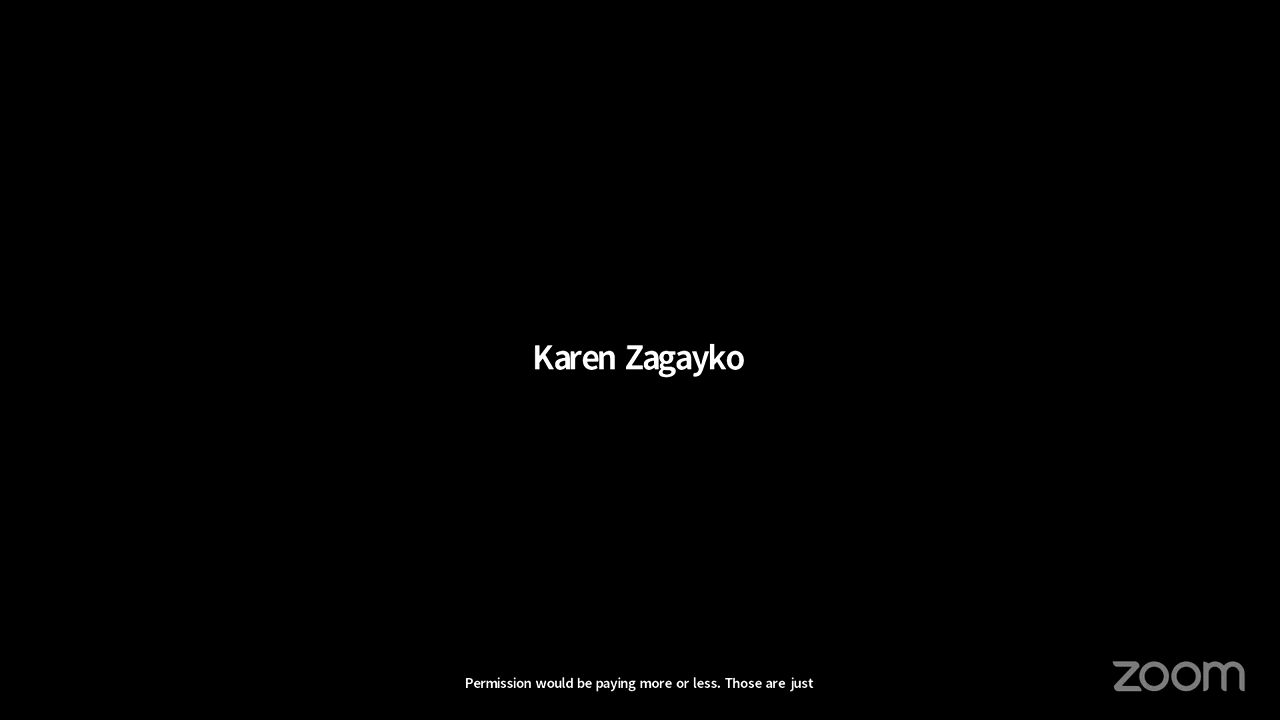 Karen Zagayko
Permission would be paying more or less. Those are just
zoom